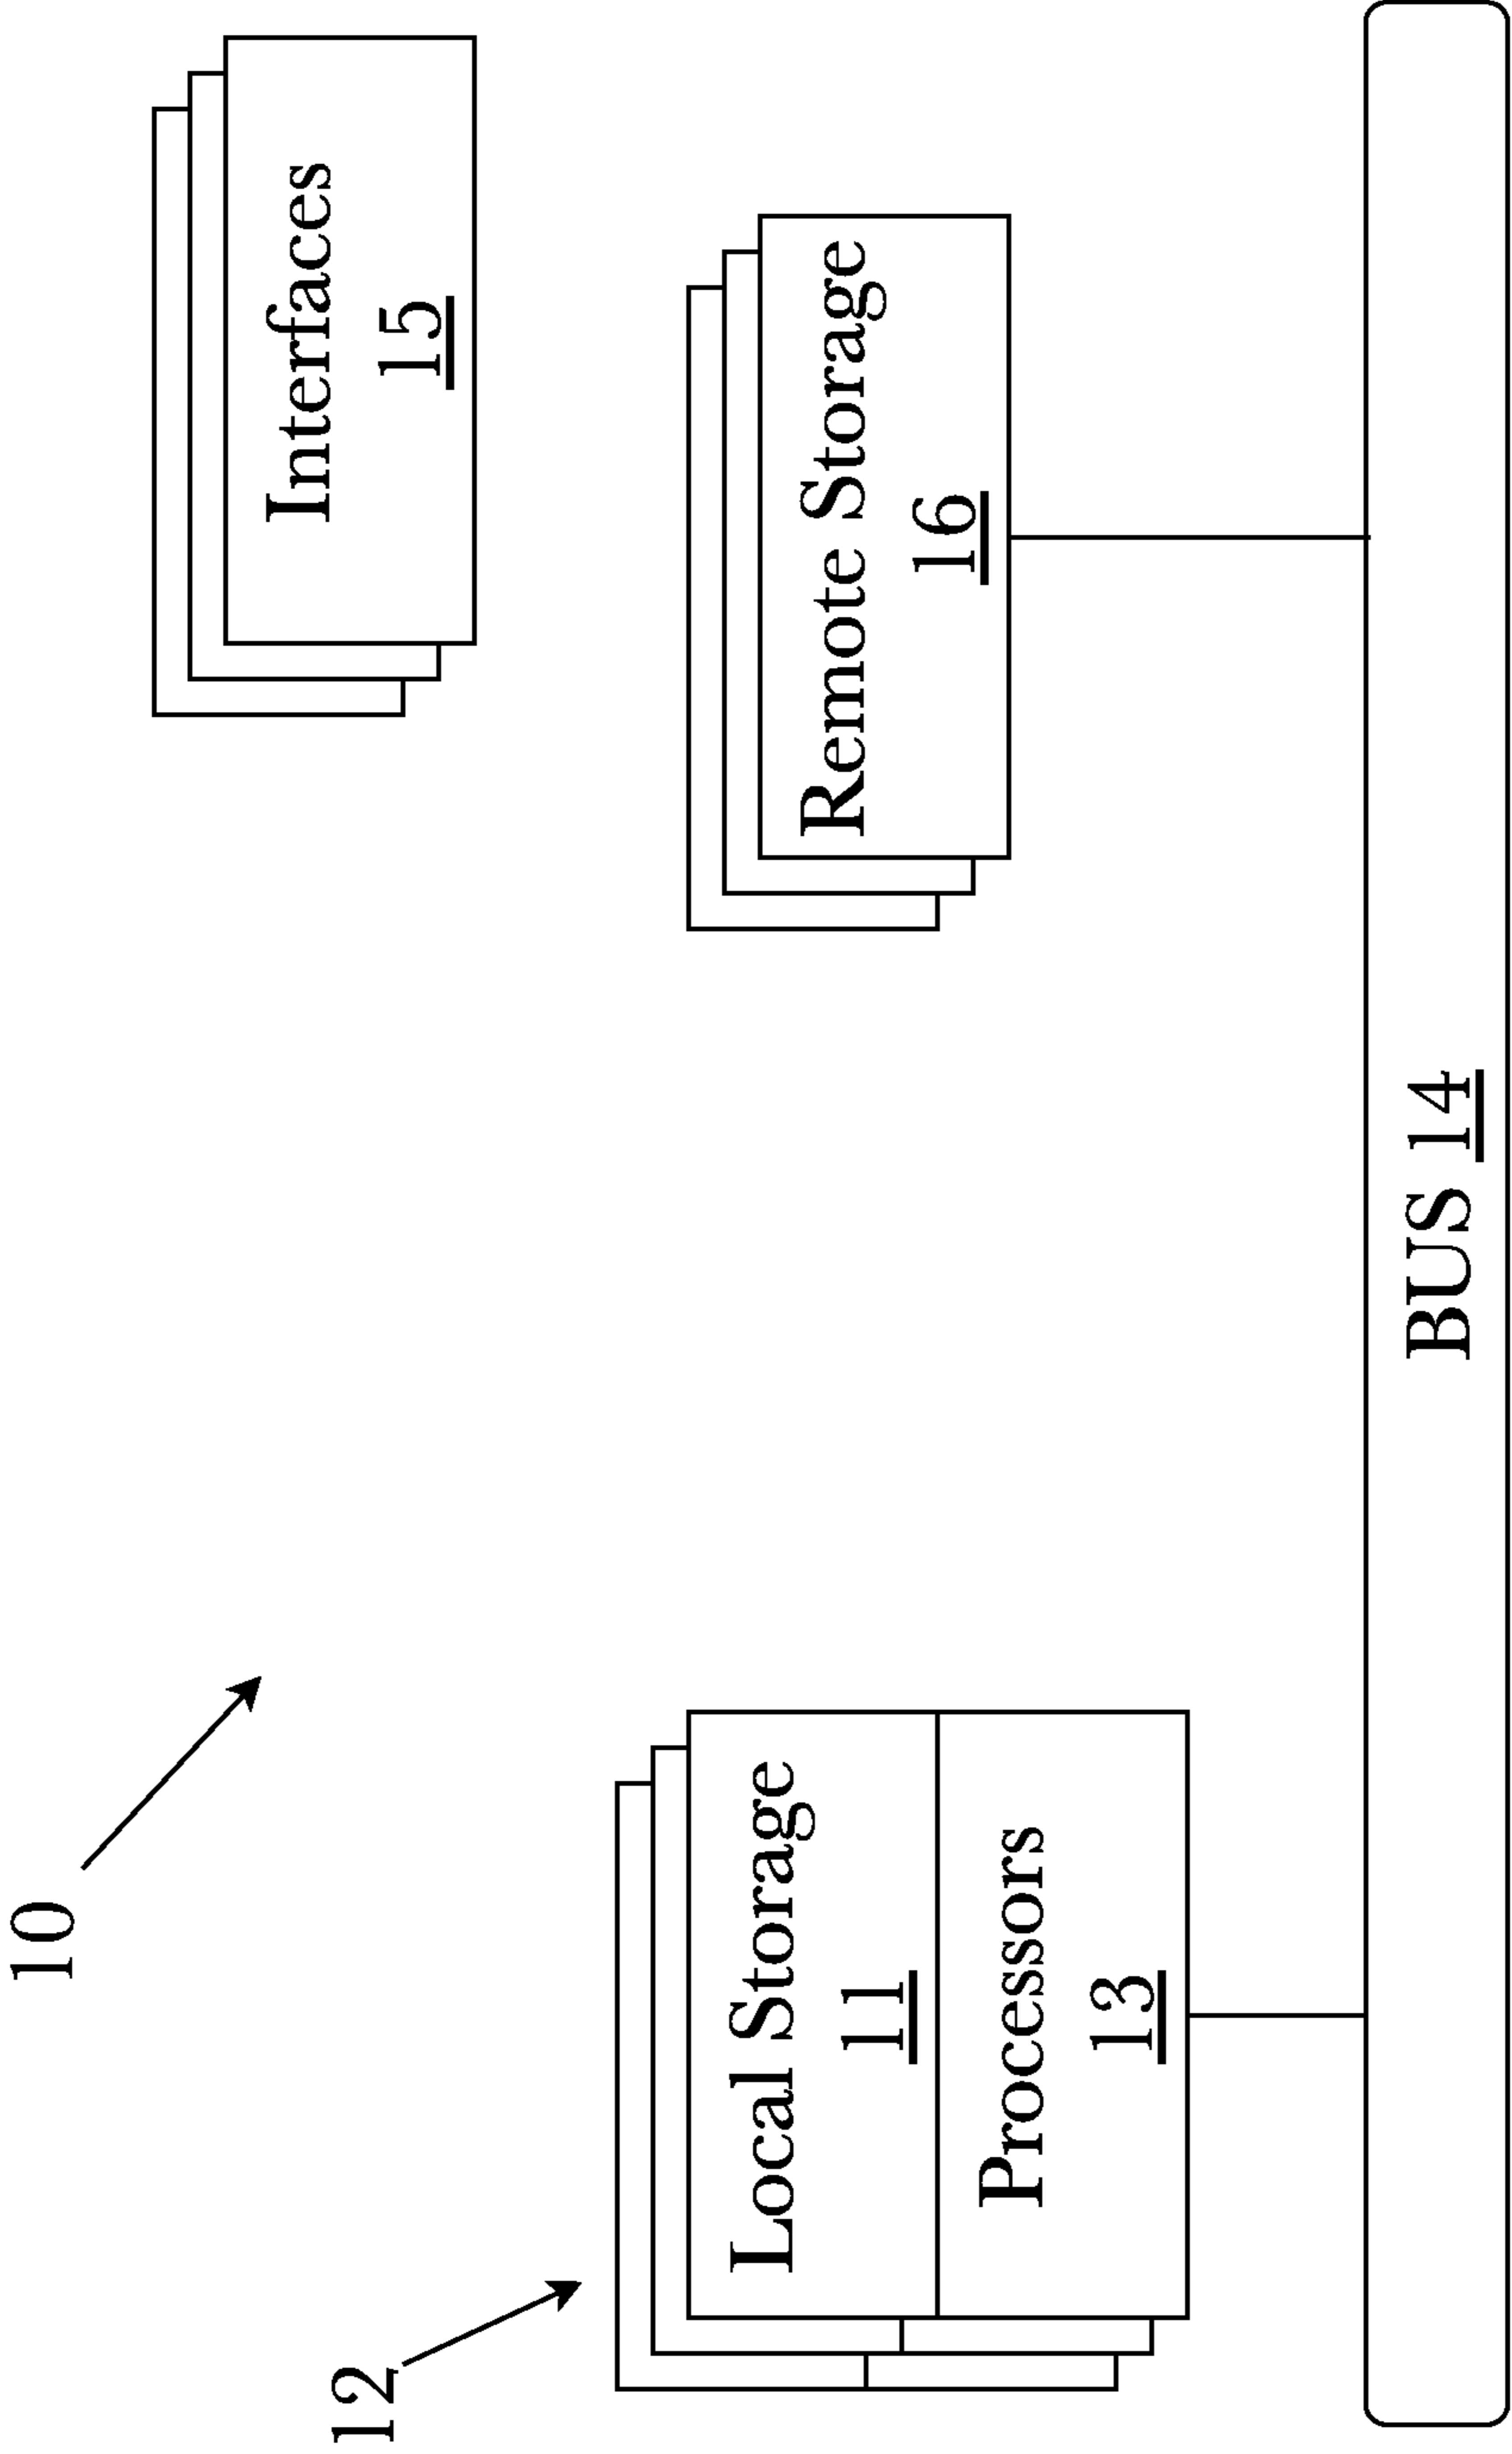 10
Interfaces
15
12
Local Storage
11
Remote Storage
16
Processors
13
BUS 14